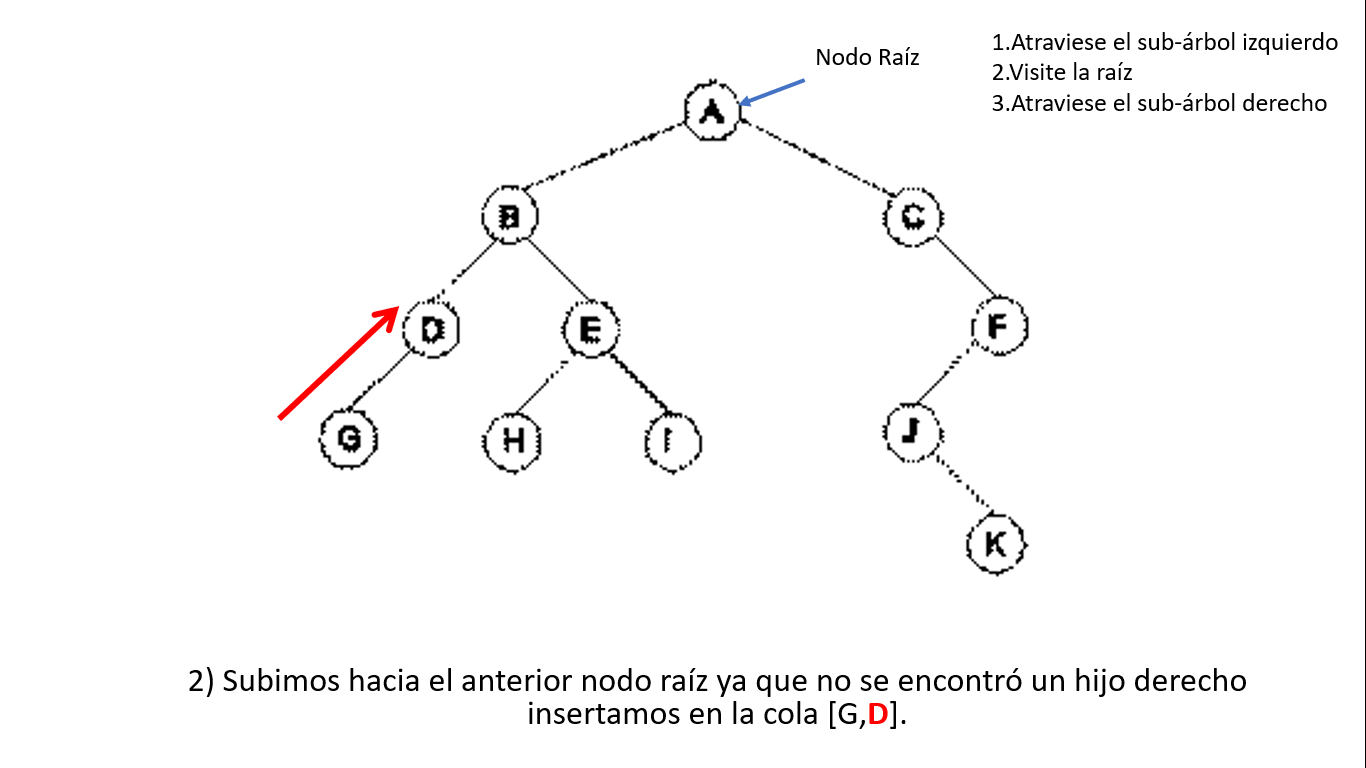 Nodo Raíz
1.Atraviese el sub-árbol izquierdo
2.Visite la raíz
3.Atraviese el sub-árbol derecho
A
B
C
D
E
F
G
H
I
J
K
2) Subimos hacia el anterior nodo raíz ya que no se encontró un hijo derecho
insertamos en la cola [G,D].